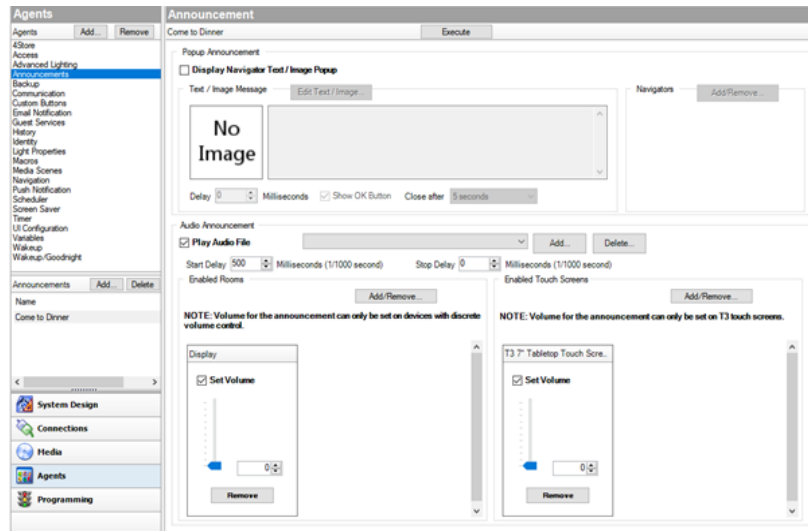 Agents
Agents Add... Remove
4Store
Access
Advanced Lighting
Announcements
Backup
Communication
Custom Buttons
Email Notification
Guest Services
History
Identity
Light Properties
Macros
Media Scenes
Navigation
Push Notification
Scheduler
Screen Saver
Timer
UI Configuration
Variables
Wakeup
Wakeup/Goodnight
Announcements Add... Delete
Name
Come to Dinner
System Design
Connections
Media
Agents
Programming
Announcement
Come to Dinner Execute
Popup Announcement
Display Navigator Text / Image Popup
Text / Image Message Edit Text / Image...
No
Image
Delay 0 Milliseconds Show OK Button Close after 5 seconds
Navigators Add/Remove...
Audio Announcement
Play Audio File Add... Delete...
Start Delay 500 Milliseconds (1/1000 second) Stop Delay 0 Milliseconds (1/1000 second)
Enabled Rooms
Add/Remove...
NOTE: Volume for the announcement can only be set on devices with discrete
volume control.
Display
Set Volume
0
Remove
Enabled Touch Screens
Add/Remove...
NOTE: Volume for the announcement can only be set on T3 touch screens.
T3 7" Tabletop Touch Scre..
Set Volume
0
Remove